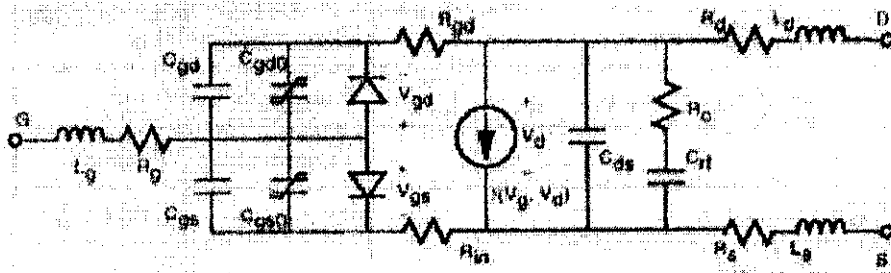 R_gd
R_d L_d D
C_gd C_gd0
V_gd
-
+
G
L_g R_g
+
V_d
-
C_ds
R_c
C_rf
+
V_gs
-
C_gs C_gs0
I(V_g, V_d)
R_in
R_s L_s S